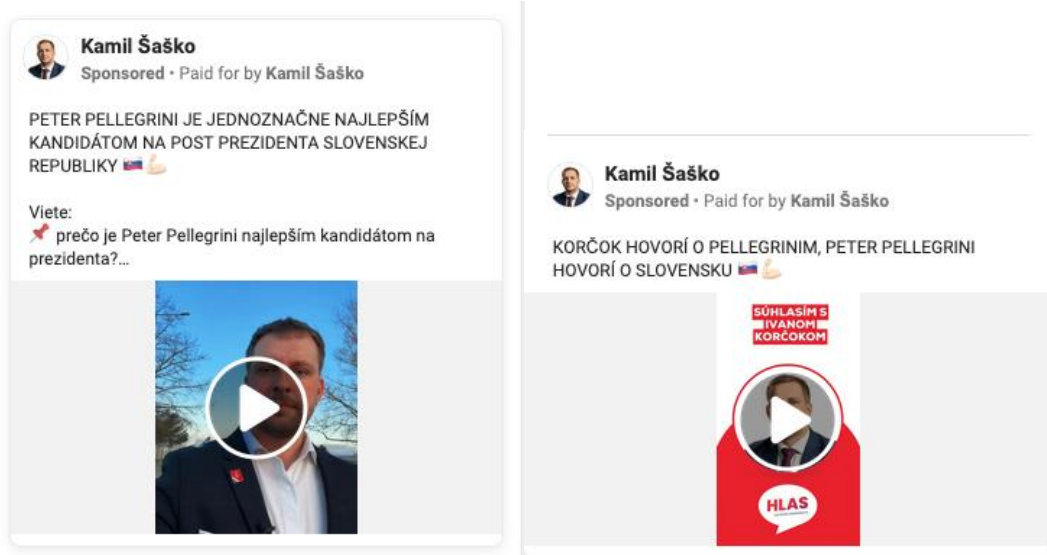 Kamil Šaško
Sponsored • Paid for by Kamil Šaško
PETER PELLEGRINI JE JEDNOZNAČNE NAJLEPŠÍM
KANDIDÁTOM NA POST PREZIDENTA SLOVENSKEJ
REPUBLIKY 🇸🇰💪🏻
Viete:
📌 prečo je Peter Pellegrini najlepším kandidátom na
prezidenta?...
Kamil Šaško
Sponsored • Paid for by Kamil Šaško
KORČOK HOVORÍ O PELLEGRINIM, PETER PELLEGRINI
HOVORÍ O SLOVENSKU 🇸🇰💪🏻
SÚHLASÍM S
IVANOM
KORČOKOM
HLAS